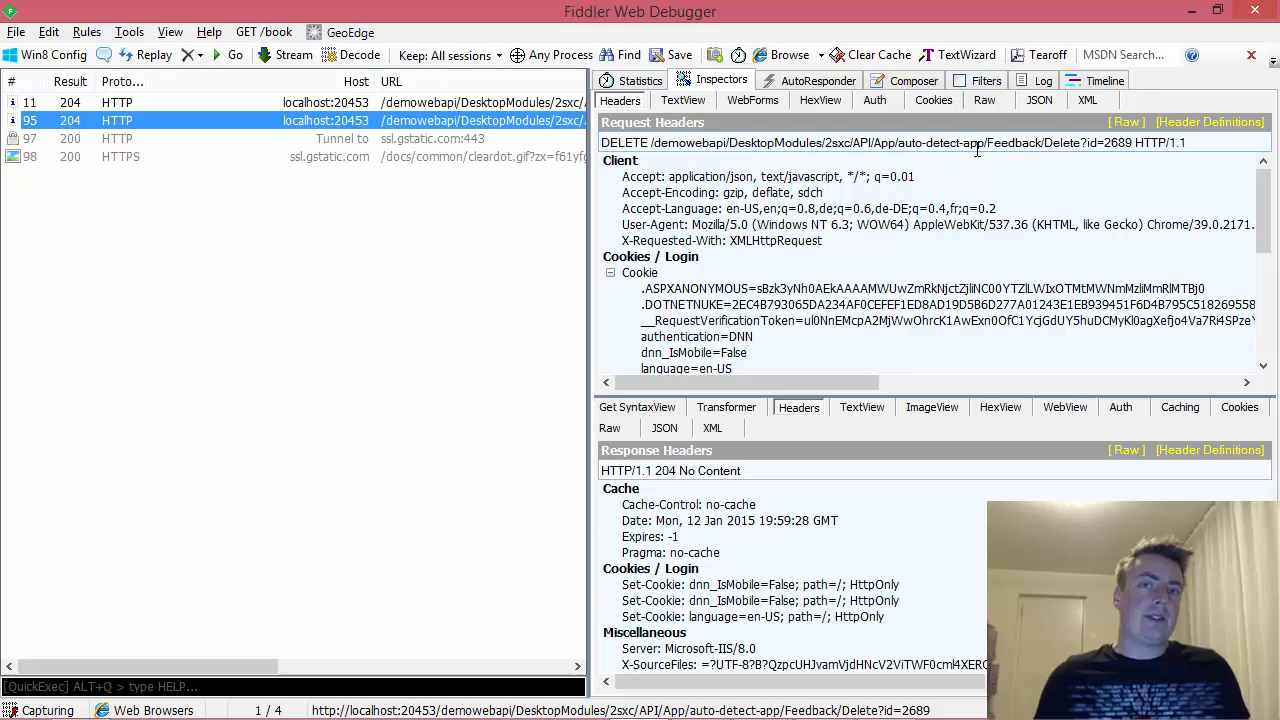 Fiddler Web Debugger
File Edit Rules Tools View Help GET /book GeoEdge
Win8 Config Replay Go Stream Decode Keep: All sessions Any Process Find Save Browse Clear Cache TextWizard Tearoff MSDN Search...
# Result Proto... Host URL
11 204 HTTP localhost:20453 /demowebapi/DesktopModules/2sxc/
95 204 HTTP localhost:20453 /demowebapi/DesktopModules/2sxc/
97 200 HTTP Tunnel to ssl.gstatic.com:443
98 200 HTTPS ssl.gstatic.com /docs/common/cleardot.gif?zx=f61yfg
[QuickExec] ALT+Q > type HELP...
Statistics Inspectors AutoResponder Composer Filters Log Timeline
Headers TextView WebForms HexView Auth Cookies Raw JSON XML
Request Headers [ Raw ] [Header Definitions]
DELETE /demowebapi/DesktopModules/2sxc/API/App/auto-detect-app/Feedback/Delete?id=2689 HTTP/1.1
Client
Accept: application/json, text/javascript, */*; q=0.01
Accept-Encoding: gzip, deflate, sdch
Accept-Language: en-US,en;q=0.8,de;q=0.6,de-DE;q=0.4,fr;q=0.2
User-Agent: Mozilla/5.0 (Windows NT 6.3; WOW64) AppleWebKit/537.36 (KHTML, like Gecko) Chrome/39.0.2171.
X-Requested-With: XMLHttpRequest
Cookies / Login
Cookie
.ASPXANONYMOUS=sBzk3yNh0AEkAAAAMWUwZmRkNjctZjliNC00YTZlLWIxOTMtMWNmMzliMmRlMTBj0
.DOTNETNUKE=2EC4B793065DA234AF0CEFEF1ED8AD19D5B6D277A01243E1EB939451F6D4B795C518269558
__RequestVerificationToken=ul0NnEMcpA2MjWwOhrcK1AwExn0OfC1YcjGdUY5huDCMyKl0agXefjo4Va7Ri4SPzeY
authentication=DNN
dnn_IsMobile=False
language=en-US
Get SyntaxView Transformer Headers TextView ImageView HexView WebView Auth Caching Cookies
Raw JSON XML
Response Headers [ Raw ] [Header Definitions]
HTTP/1.1 204 No Content
Cache
Cache-Control: no-cache
Date: Mon, 12 Jan 2015 19:59:28 GMT
Expires: -1
Pragma: no-cache
Cookies / Login
Set-Cookie: dnn_IsMobile=False; path=/; HttpOnly
Set-Cookie: dnn_IsMobile=False; path=/; HttpOnly
Set-Cookie: language=en-US; path=/; HttpOnly
Miscellaneous
Server: Microsoft-IIS/8.0
X-SourceFiles: =?UTF-8?B?QzpcUHJvamVjdHNcV2ViTWF0cml4XERO
Capturing Web Browsers 1 / 4 http://localhost:20453/demowebapi/DesktopModules/2sxc/API/App/auto-detect-app/Feedback/Delete?id=2689